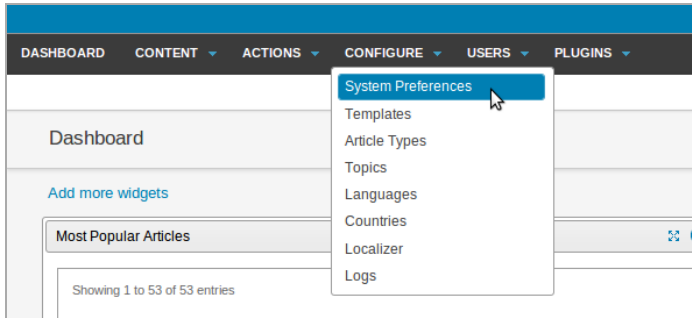 DASHBOARD CONTENT ACTIONS CONFIGURE USERS PLUGINS
System Preferences
Templates
Article Types
Topics
Languages
Countries
Localizer
Logs
Dashboard
Add more widgets
Most Popular Articles
Showing 1 to 53 of 53 entries